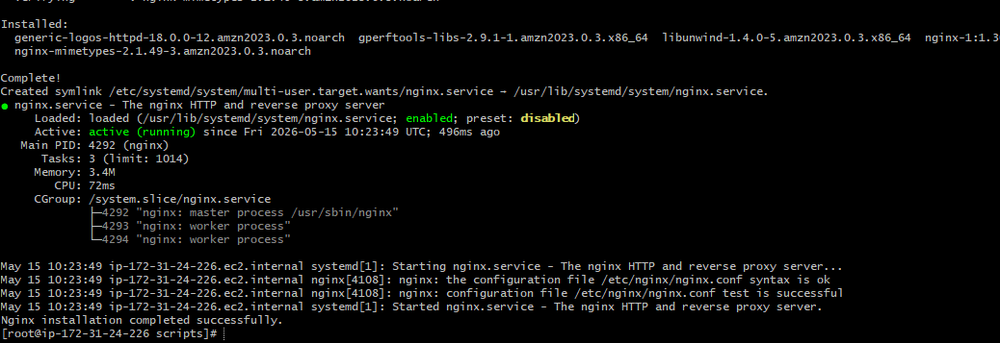 Installed:
generic-logos-httpd-18.0.0-12.amzn2023.0.3.noarch gperftools-libs-2.9.1-1.amzn2023.0.3.x86_64 libunwind-1.4.0-5.amzn2023.0.3.x86_64 nginx-1:1.3
nginx-mimetypes-2.1.49-3.amzn2023.0.3.noarch
Complete!
Created symlink /etc/systemd/system/multi-user.target.wants/nginx.service → /usr/lib/systemd/system/nginx.service.
● nginx.service - The nginx HTTP and reverse proxy server
Loaded: loaded (/usr/lib/systemd/system/nginx.service; enabled; preset: disabled)
Active: active (running) since Fri 2026-05-15 10:23:49 UTC; 496ms ago
Main PID: 4292 (nginx)
Tasks: 3 (limit: 1014)
Memory: 3.4M
CPU: 72ms
CGroup: /system.slice/nginx.service
├─4292 "nginx: master process /usr/sbin/nginx"
├─4293 "nginx: worker process"
└─4294 "nginx: worker process"
May 15 10:23:49 ip-172-31-24-226.ec2.internal systemd[1]: Starting nginx.service - The nginx HTTP and reverse proxy server...
May 15 10:23:49 ip-172-31-24-226.ec2.internal nginx[4108]: nginx: the configuration file /etc/nginx/nginx.conf syntax is ok
May 15 10:23:49 ip-172-31-24-226.ec2.internal nginx[4108]: nginx: configuration file /etc/nginx/nginx.conf test is successful
May 15 10:23:49 ip-172-31-24-226.ec2.internal systemd[1]: Started nginx.service - The nginx HTTP and reverse proxy server.
Nginx installation completed successfully.
[root@ip-172-31-24-226 scripts]#